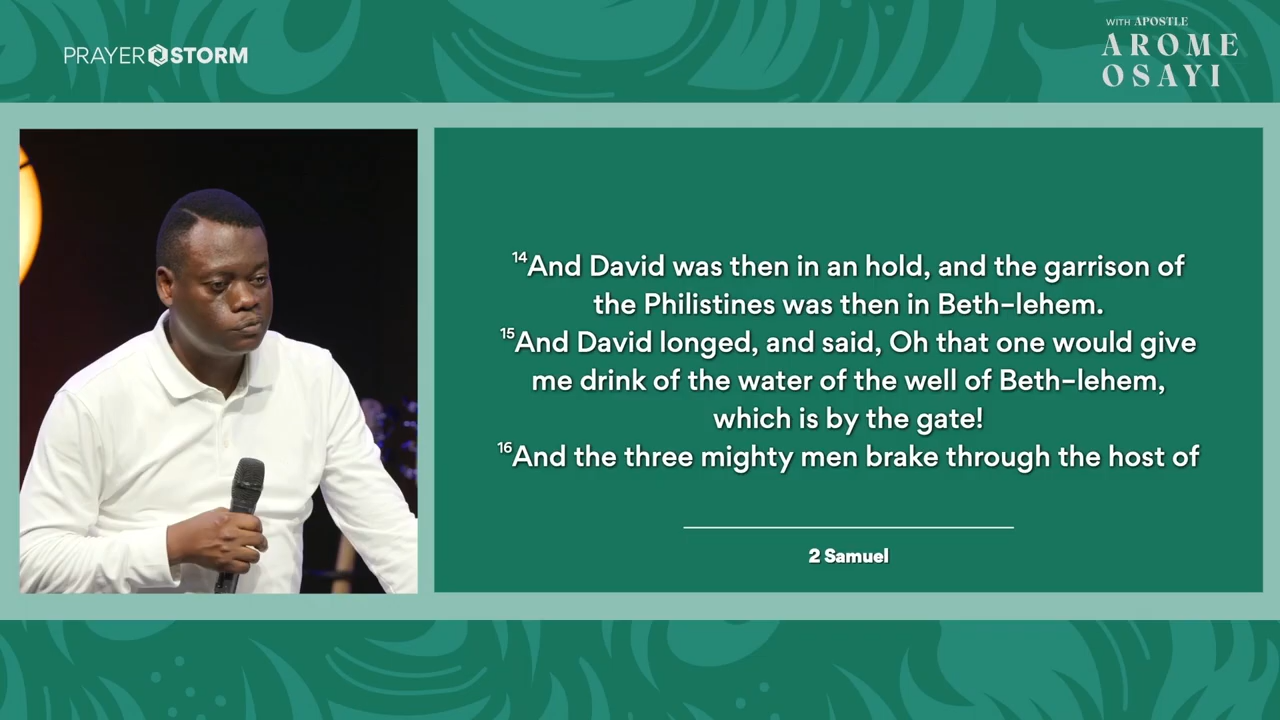 PRAYER STORM
WITH APOSTLE
AROME
OSAYI
14And David was then in an hold, and the garrison of
the Philistines was then in Beth-lehem.
15And David longed, and said, Oh that one would give
me drink of the water of the well of Beth-lehem,
which is by the gate!
16And the three mighty men brake through the host of
2 Samuel